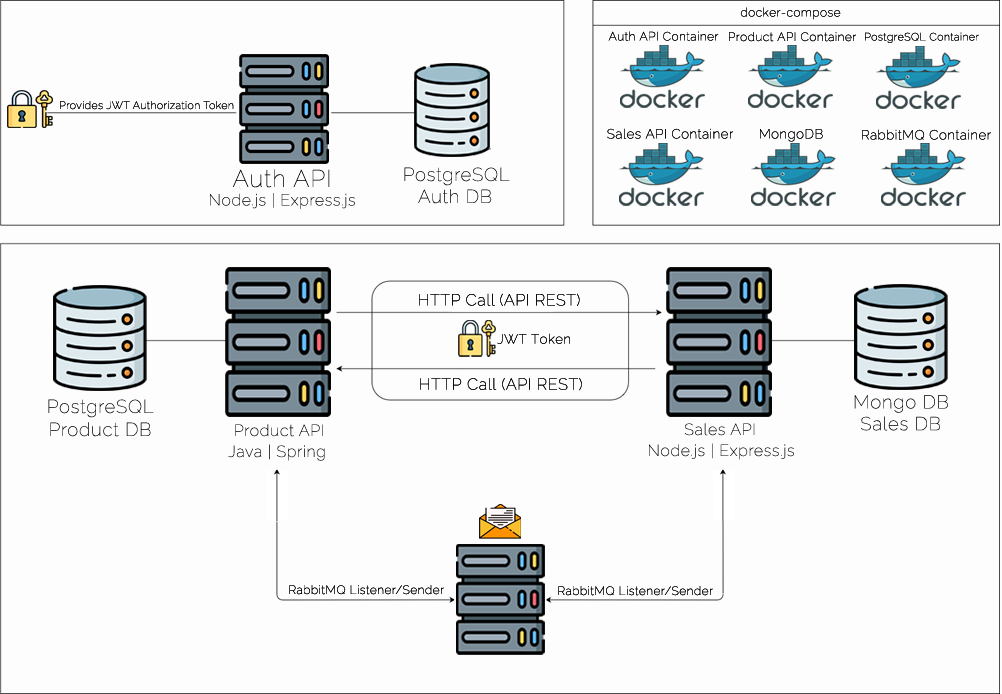 Provides JWT Authorization Token
Auth API
Node.js | Express.js
PostgreSQL
Auth DB
docker-compose
Auth API Container
Product API Container
PostgreSQL Container
docker
docker
docker
Sales API Container
MongoDB
RabbitMQ Container
docker
docker
docker
HTTP Call (API REST)
JWT Token
HTTP Call (API REST)
PostgreSQL
Product DB
Product API
Java | Spring
Sales API
Node.js | Express.js
Mongo DB
Sales DB
RabbitMQ Listener/Sender
RabbitMQ Listener/Sender